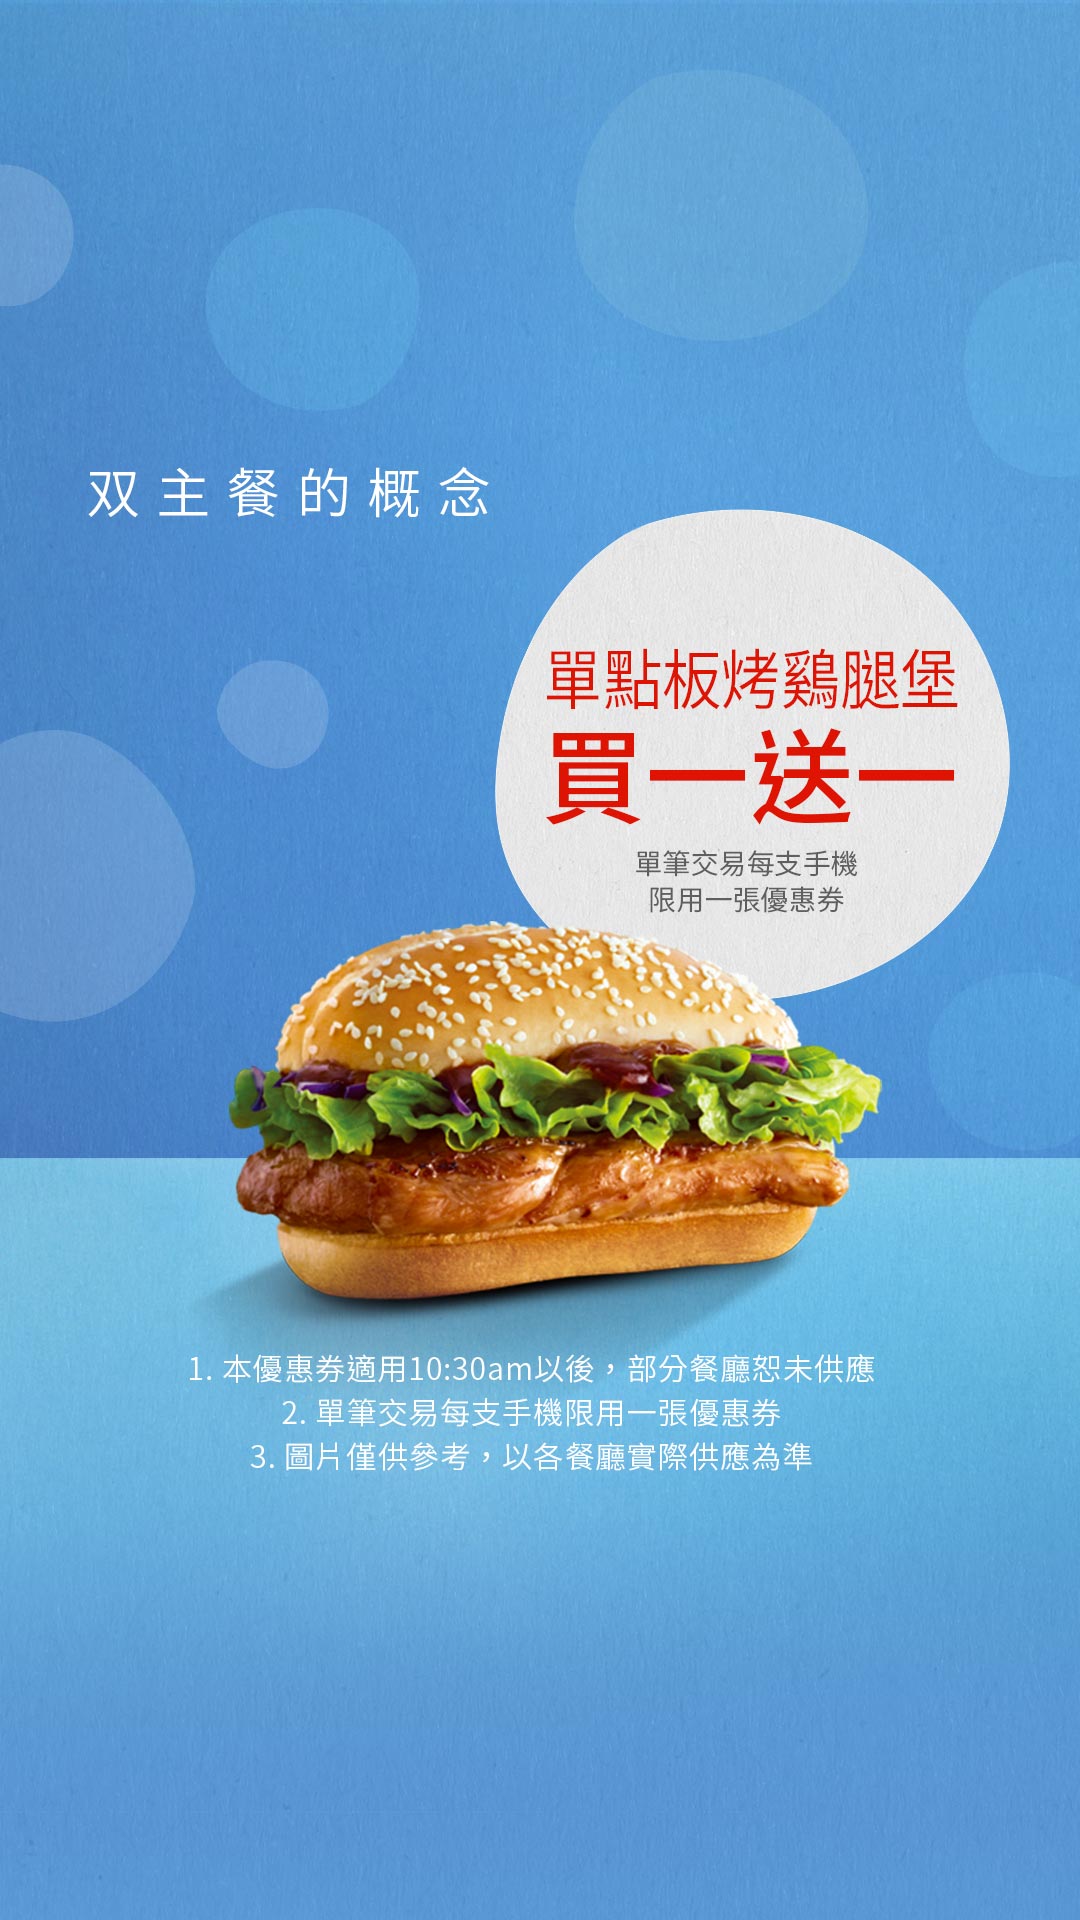 双主餐的概念
單點板烤鷄腿堡
買一送一
單筆交易每支手機
限用一張優惠券
1. 本優惠券適用10:30am以後，部分餐廳恕未供應
2. 單筆交易每支手機限用一張優惠券
3. 圖片僅供參考，以各餐廳實際供應為準